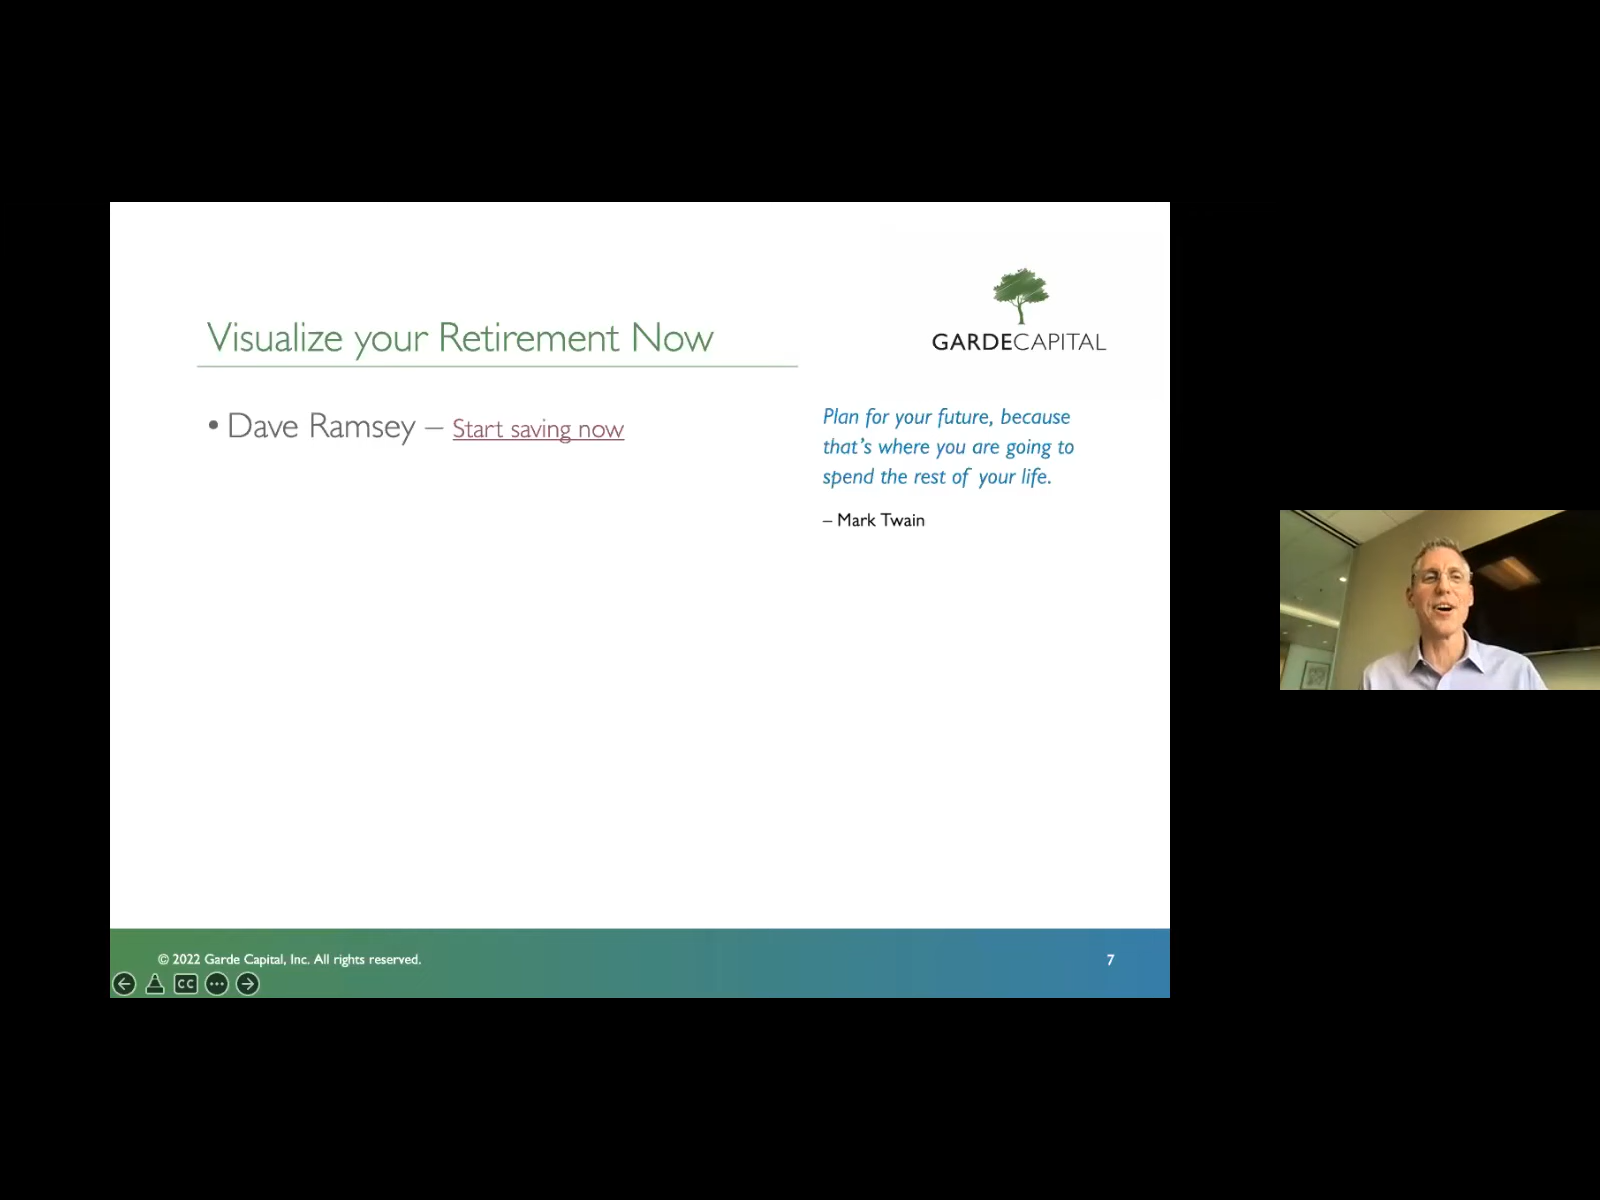 GARDECAPITAL
Visualize your Retirement Now
• Dave Ramsey – Start saving now
Plan for your future, because
that's where you are going to
spend the rest of your life.
– Mark Twain
© 2022 Garde Capital, Inc. All rights reserved.
7
CC